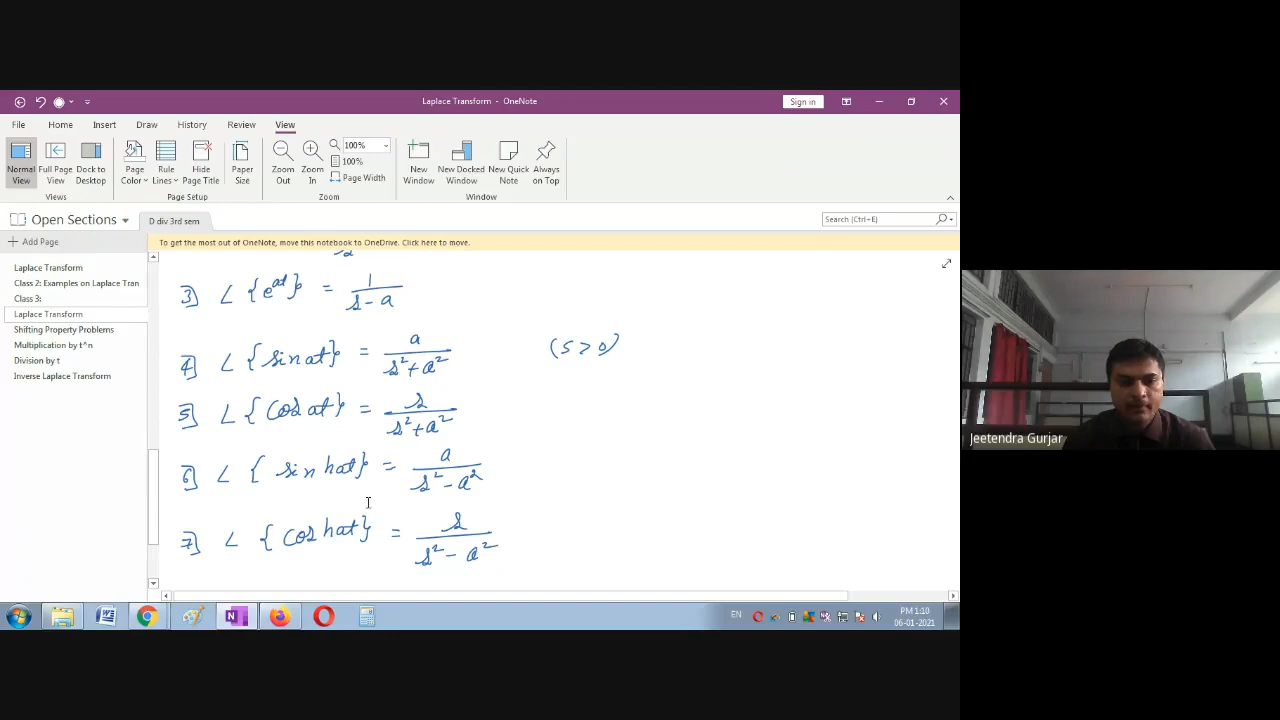 Laplace Transform - OneNote
Sign in
File Home Insert Draw History Review View
Normal View
Full Page View
Dock to Desktop
Page Color
Rule Lines
Hide Page Title
Paper Size
Zoom Out
Zoom In
100%
100%
Page Width
New Window
New Docked Window
New Quick Note
Always on Top
Views Page Setup Zoom Window
Open Sections D div 3rd sem Search (Ctrl+E)
Add Page
To get the most out of OneNote, move this notebook to OneDrive. Click here to move.
Laplace Transform
Class 2: Examples on Laplace Tran
Class 3:
Laplace Transform
Shifting Property Problems
Multiplication by t^n
Division by t
Inverse Laplace Transform
3] L {e^{at}} = 1/(s-a)
4] L {sin at} = a/(s²+a²) (s > 0)
5] L {cos at} = s/(s²+a²)
6] L {sin hat} = a/(s²-a²)
7] L {cos hat} = s/(s²-a²)
Jeetendra Gurjar
EN
PM 1:10
06-01-2021